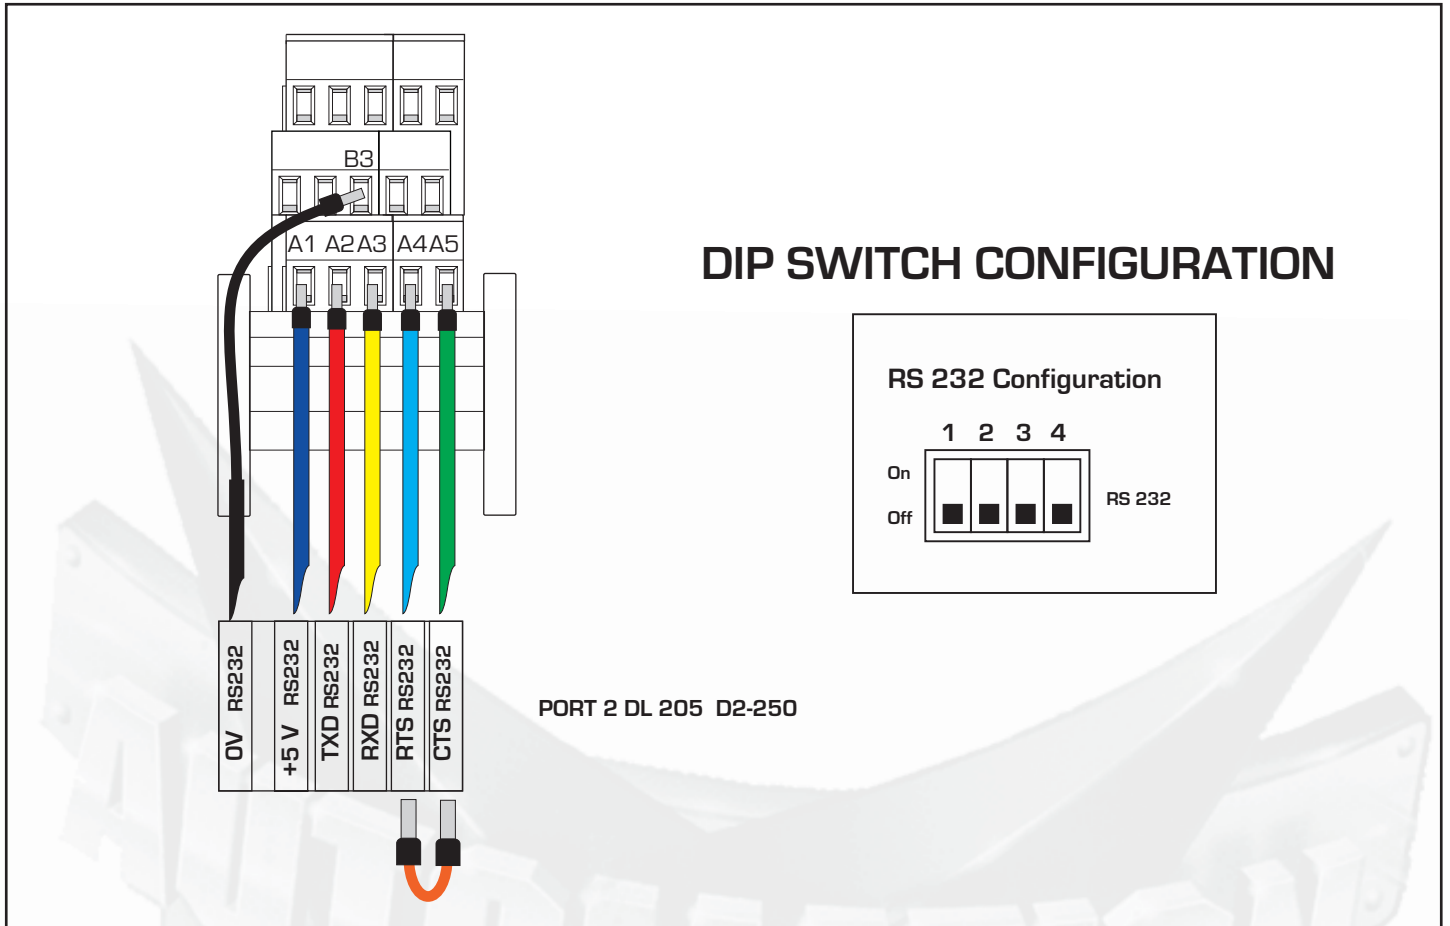 B3
A1 A2 A3 A4 A5
DIP SWITCH CONFIGURATION
RS 232 Configuration
1 2 3 4
On
Off
RS 232
0V RS232
+5 V RS232
TXD RS232
RXD RS232
RTS RS232
CTS RS232
PORT 2 DL 205 D2-250